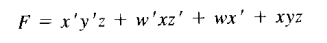 F = x'y'z + w'xz' + wx' + xyz